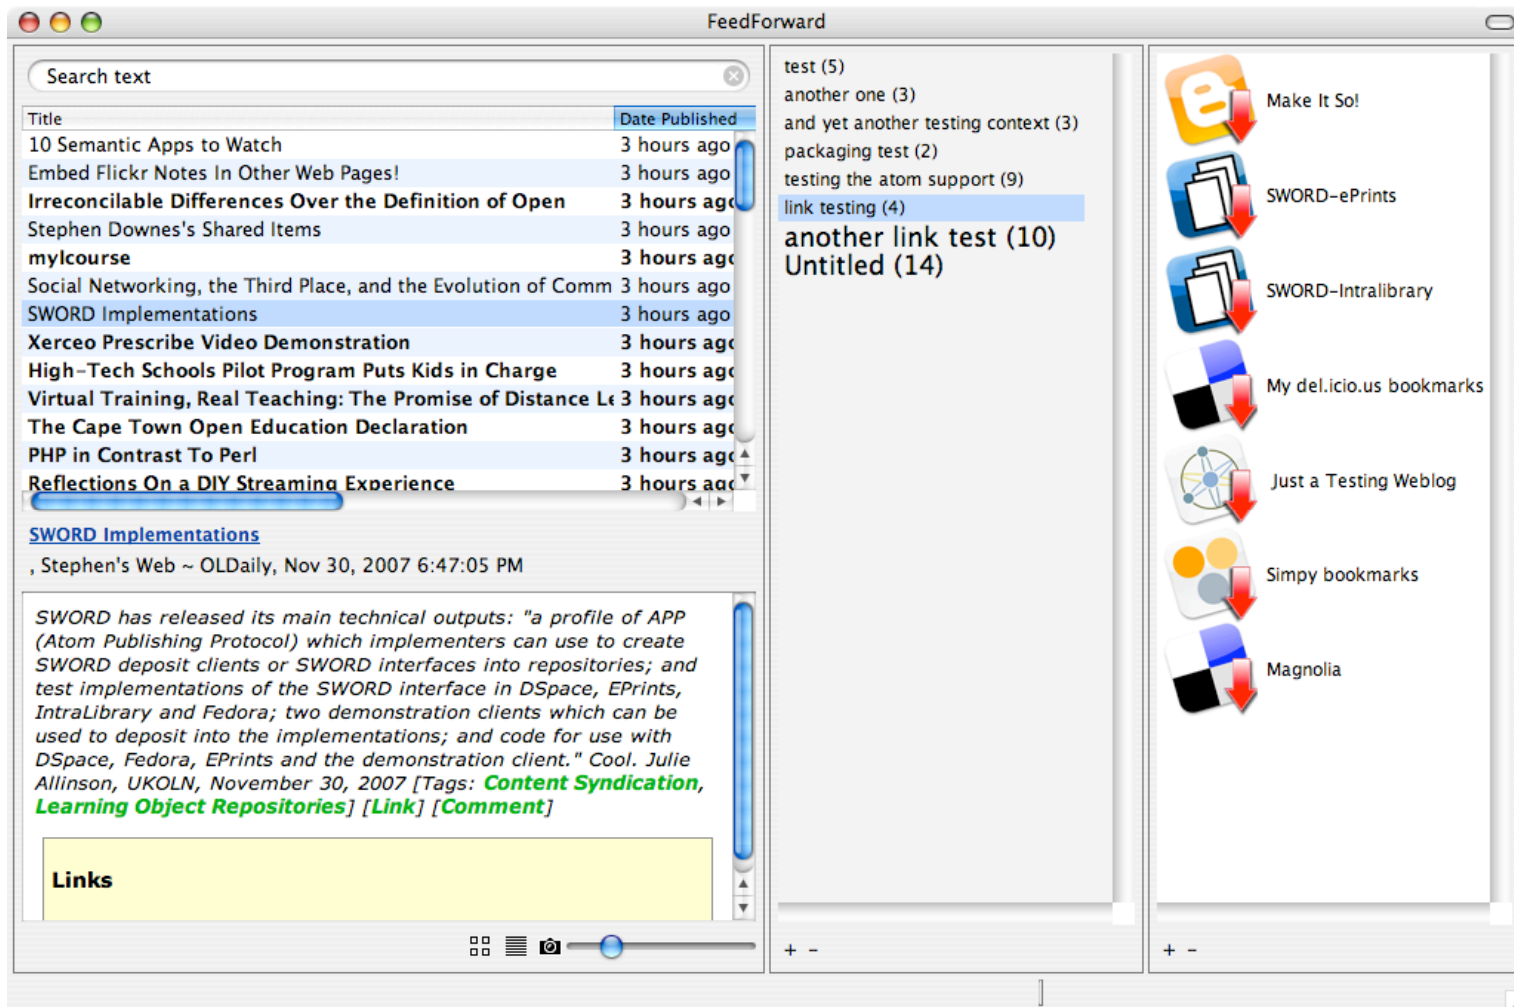 FeedForward
Search text
Title Date Published
10 Semantic Apps to Watch 3 hours ago
Embed Flickr Notes In Other Web Pages! 3 hours ago
Irreconcilable Differences Over the Definition of Open 3 hours ago
Stephen Downes's Shared Items 3 hours ago
mylcourse 3 hours ago
Social Networking, the Third Place, and the Evolution of Comm 3 hours ago
SWORD Implementations 3 hours ago
Xerceo Prescribe Video Demonstration 3 hours ago
High-Tech Schools Pilot Program Puts Kids in Charge 3 hours ago
Virtual Training, Real Teaching: The Promise of Distance Le 3 hours ago
The Cape Town Open Education Declaration 3 hours ago
PHP in Contrast To Perl 3 hours ago
Reflections On a DIY Streaming Experience 3 hours ago
SWORD Implementations
, Stephen's Web ~ OLDaily, Nov 30, 2007 6:47:05 PM
SWORD has released its main technical outputs: "a profile of APP
(Atom Publishing Protocol) which implementers can use to create
SWORD deposit clients or SWORD interfaces into repositories; and
test implementations of the SWORD interface in DSpace, EPrints,
IntraLibrary and Fedora; two demonstration clients which can be
used to deposit into the implementations; and code for use with
DSpace, Fedora, EPrints and the demonstration client." Cool. Julie
Allinson, UKOLN, November 30, 2007 [Tags: Content Syndication,
Learning Object Repositories] [Link] [Comment]
Links
test (5)
another one (3)
and yet another testing context (3)
packaging test (2)
testing the atom support (9)
link testing (4)
another link test (10)
Untitled (14)
+ -
Make It So!
SWORD-ePrints
SWORD-Intralibrary
My del.icio.us bookmarks
Just a Testing Weblog
Simpy bookmarks
Magnolia
+ -